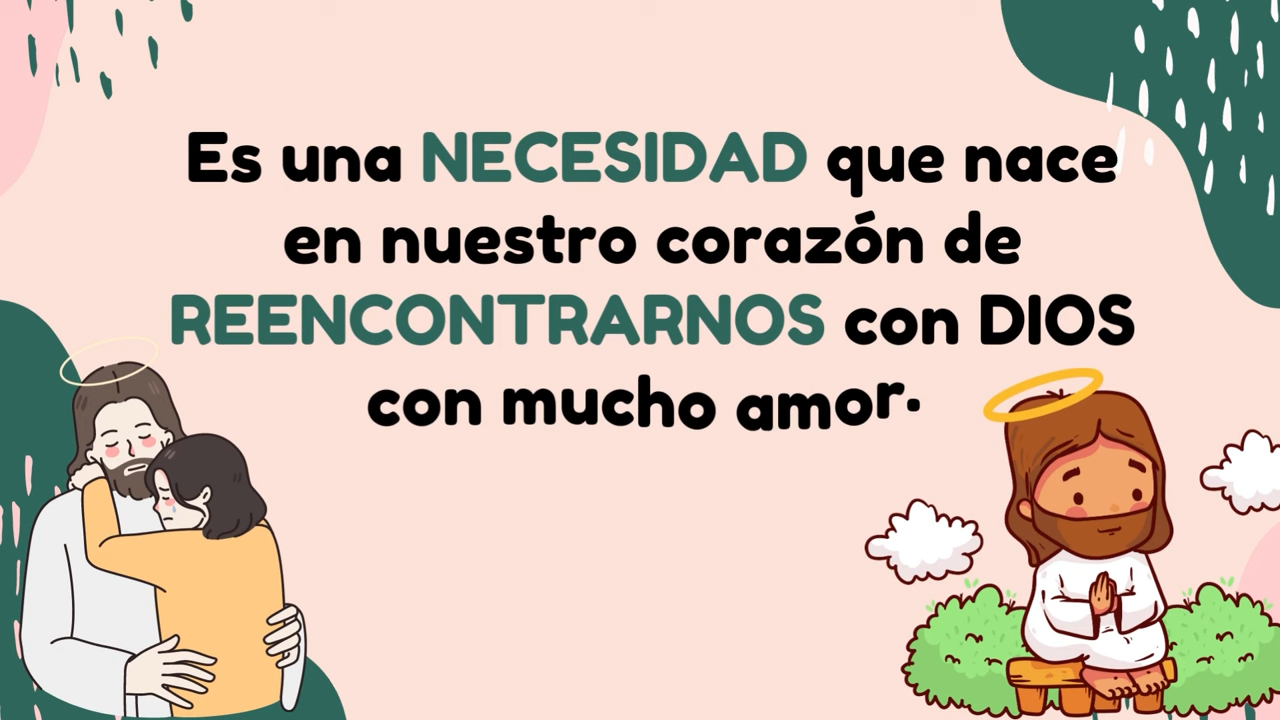 Es una NECESIDAD que nace
en nuestro corazón de
REENCONTRARNOS con DIOS
con mucho amor.